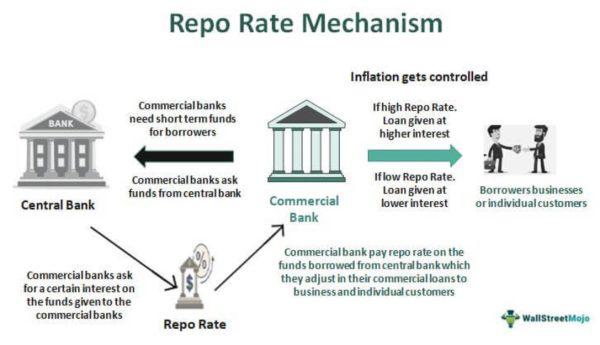 Repo Rate Mechanism
Inflation gets controlled
BANK
$
Commercial banks
need short term funds
for borrowers
If high Repo Rate.
Loan given at
higher interest
Commercial banks ask
funds from central bank
If low Repo Rate.
Loan given at
lower interest
Central Bank
Commercial
Bank
Borrowers businesses
or individual customers
Commercial banks ask
for a certain interest on
the funds given to the
commercial banks
%
$
Repo Rate
Commercial bank pay repo rate on the
funds borrowed from central bank which
they adjust in their commercial loans to
business and individual customers
WallStreetMojo